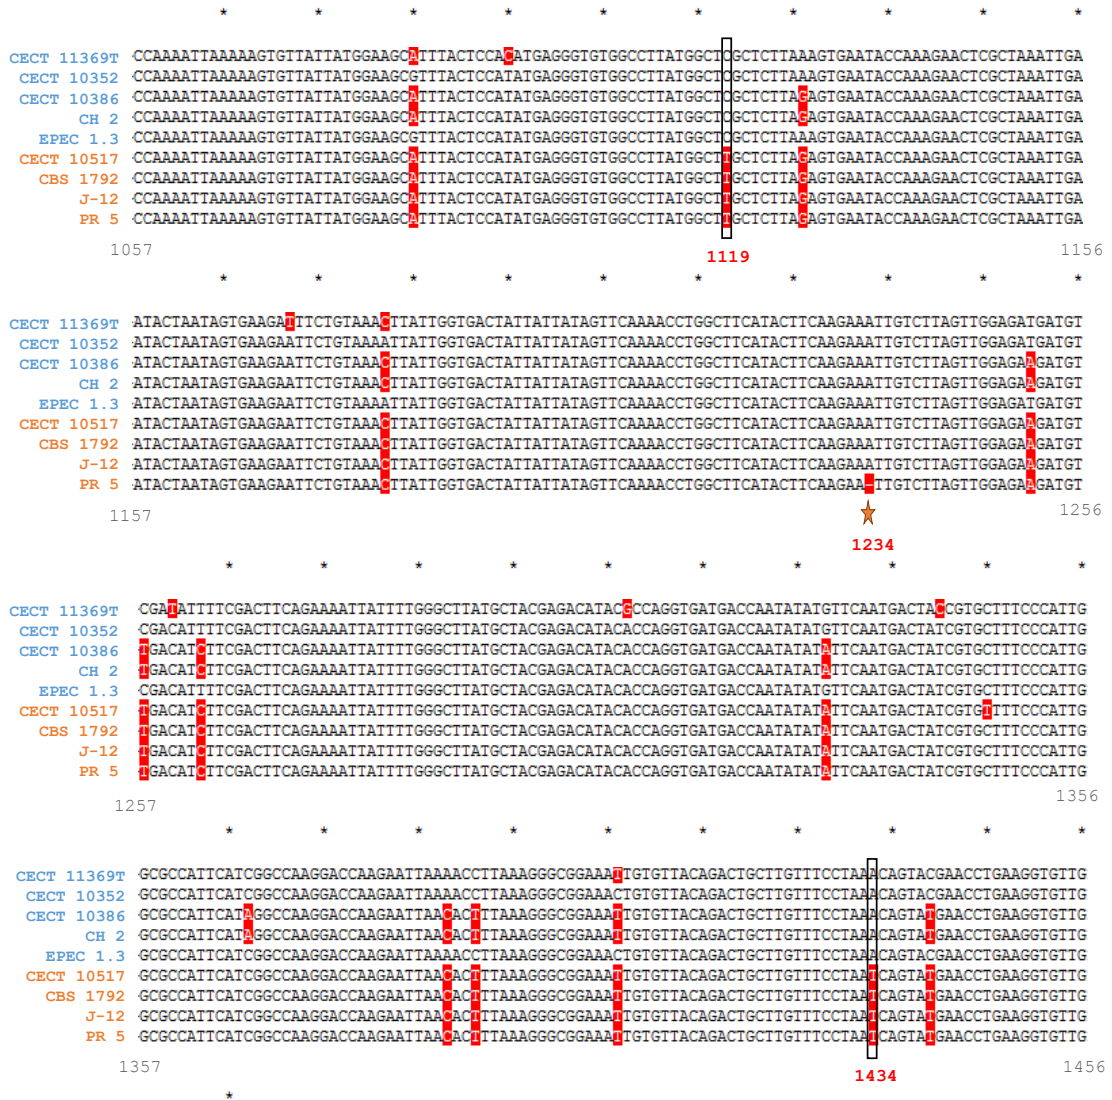 * * * * * * * * * *
CECT 11369T CCAAAATTAAAAAGTGTTATTATGGAAGCATTTACTCCACATGAGGGTGTGGCCTTATGGCTCGCTCTTAAAGTGAATACCAAAGAACTCGCTAAATTGA
CECT 10352 CCAAAATTAAAAAGTGTTATTATGGAAGCGTTTACTCCATATGAGGGTGTGGCCTTATGGCTCGCTCTTAAAGTGAATACCAAAGAACTCGCTAAATTGA
CECT 10386 CCAAAATTAAAAAGTGTTATTATGGAAGCATTTACTCCATATGAGGGTGTGGCCTTATGGCTCGCTCTTAGAGTGAATACCAAAGAACTCGCTAAATTGA
CH 2 CCAAAATTAAAAAGTGTTATTATGGAAGCATTTACTCCATATGAGGGTGTGGCCTTATGGCTCGCTCTTAGAGTGAATACCAAAGAACTCGCTAAATTGA
EPEC 1.3 CCAAAATTAAAAAGTGTTATTATGGAAGCGTTTACTCCATATGAGGGTGTGGCCTTATGGCTCGCTCTTAAAGTGAATACCAAAGAACTCGCTAAATTGA
CECT 10517 CCAAAATTAAAAAGTGTTATTATGGAAGCATTTACTCCATATGAGGGTGTGGCCTTATGGCTTGCTCTTAGAGTGAATACCAAAGAACTCGCTAAATTGA
CBS 1792 CCAAAATTAAAAAGTGTTATTATGGAAGCATTTACTCCATATGAGGGTGTGGCCTTATGGCTTGCTCTTAGAGTGAATACCAAAGAACTCGCTAAATTGA
J-12 CCAAAATTAAAAAGTGTTATTATGGAAGCATTTACTCCATATGAGGGTGTGGCCTTATGGCTTGCTCTTAGAGTGAATACCAAAGAACTCGCTAAATTGA
PR 5 CCAAAATTAAAAAGTGTTATTATGGAAGCATTTACTCCATATGAGGGTGTGGCCTTATGGCTTGCTCTTAGAGTGAATACCAAAGAACTCGCTAAATTGA
1057 1119 1156
* * * * * * * * * *
CECT 11369T ATACTAATAGTGAAGATTTCTGTAAACTTATTGGTGACTATTATTATAGTTCAAAACCTGGCTTCATACTTCAAGAAATTGTCTTAGTTGGAGATGATGT
CECT 10352 ATACTAATAGTGAAGAATTCTGTAAAATTATTGGTGACTATTATTATAGTTCAAAACCTGGCTTCATACTTCAAGAAATTGTCTTAGTTGGAGATGATGT
CECT 10386 ATACTAATAGTGAAGAATTCTGTAAACTTATTGGTGACTATTATTATAGTTCAAAACCTGGCTTCATACTTCAAGAAATTGTCTTAGTTGGAGAAGATGT
CH 2 ATACTAATAGTGAAGAATTCTGTAAACTTATTGGTGACTATTATTATAGTTCAAAACCTGGCTTCATACTTCAAGAAATTGTCTTAGTTGGAGAAGATGT
EPEC 1.3 ATACTAATAGTGAAGAATTCTGTAAAATTATTGGTGACTATTATTATAGTTCAAAACCTGGCTTCATACTTCAAGAAATTGTCTTAGTTGGAGATGATGT
CECT 10517 ATACTAATAGTGAAGAATTCTGTAAACTTATTGGTGACTATTATTATAGTTCAAAACCTGGCTTCATACTTCAAGAAATTGTCTTAGTTGGAGAAGATGT
CBS 1792 ATACTAATAGTGAAGAATTCTGTAAACTTATTGGTGACTATTATTATAGTTCAAAACCTGGCTTCATACTTCAAGAAATTGTCTTAGTTGGAGAAGATGT
J-12 ATACTAATAGTGAAGAATTCTGTAAACTTATTGGTGACTATTATTATAGTTCAAAACCTGGCTTCATACTTCAAGAAATTGTCTTAGTTGGAGAAGATGT
PR 5 ATACTAATAGTGAAGAATTCTGTAAACTTATTGGTGACTATTATTATAGTTCAAAACCTGGCTTCATACTTCAAGAA-TTGTCTTAGTTGGAGAAGATGT
1157 1256
1234
* * * * * * * * * *
CECT 11369T CGATATTTTCGACTTCAGAAAATTATTTTGGGCTTATGCTACGAGACATACGCCAGGTGATGACCAATATATGTTCAATGACTACCGTGCTTTCCCATTG
CECT 10352 CGACATTTTCGACTTCAGAAAATTATTTTGGGCTTATGCTACGAGACATACACCAGGTGATGACCAATATATGTTCAATGACTATCGTGCTTTCCCATTG
CECT 10386 TGACATCTTCGACTTCAGAAAATTATTTTGGGCTTATGCTACGAGACATACACCAGGTGATGACCAATATATATTCAATGACTATCGTGCTTTCCCATTG
CH 2 TGACATCTTCGACTTCAGAAAATTATTTTGGGCTTATGCTACGAGACATACACCAGGTGATGACCAATATATATTCAATGACTATCGTGCTTTCCCATTG
EPEC 1.3 CGACATTTTCGACTTCAGAAAATTATTTTGGGCTTATGCTACGAGACATACACCAGGTGATGACCAATATATGTTCAATGACTATCGTGCTTTCCCATTG
CECT 10517 TGACATCTTCGACTTCAGAAAATTATTTTGGGCTTATGCTACGAGACATACACCAGGTGATGACCAATATATATTCAATGACTATCGTGTTTTCCCATTG
CBS 1792 TGACATCTTCGACTTCAGAAAATTATTTTGGGCTTATGCTACGAGACATACACCAGGTGATGACCAATATATATTCAATGACTATCGTGCTTTCCCATTG
J-12 TGACATCTTCGACTTCAGAAAATTATTTTGGGCTTATGCTACGAGACATACACCAGGTGATGACCAATATATATTCAATGACTATCGTGCTTTCCCATTG
PR 5 TGACATCTTCGACTTCAGAAAATTATTTTGGGCTTATGCTACGAGACATACACCAGGTGATGACCAATATATATTCAATGACTATCGTGCTTTCCCATTG
1257 1356
* * * * * * * * * *
CECT 11369T GCGCCATTCATCGGCCAAGGACCAAGAATTAAAACCTTAAAGGGCGGAAATTGTGTTACAGACTGCTTGTTTCCTAAACAGTACGAACCTGAAGGTGTTG
CECT 10352 GCGCCATTCATCGGCCAAGGACCAAGAATTAAAACCTTAAAGGGCGGAAACTGTGTTACAGACTGCTTGTTTCCTAAACAGTACGAACCTGAAGGTGTTG
CECT 10386 GCGCCATTCATAGGCCAAGGACCAAGAATTAACACTTTAAAGGGCGGAAATTGTGTTACAGACTGCTTGTTTCCTAAACAGTATGAACCTGAAGGTGTTG
CH 2 GCGCCATTCATAGGCCAAGGACCAAGAATTAACACTTTAAAGGGCGGAAATTGTGTTACAGACTGCTTGTTTCCTAAACAGTATGAACCTGAAGGTGTTG
EPEC 1.3 GCGCCATTCATCGGCCAAGGACCAAGAATTAAAACCTTAAAGGGCGGAAACTGTGTTACAGACTGCTTGTTTCCTAAACAGTACGAACCTGAAGGTGTTG
CECT 10517 GCGCCATTCATCGGCCAAGGACCAAGAATTAACACTTTAAAGGGCGGAAATTGTGTTACAGACTGCTTGTTTCCTAATCAGTATGAACCTGAAGGTGTTG
CBS 1792 GCGCCATTCATCGGCCAAGGACCAAGAATTAACACTTTAAAGGGCGGAAATTGTGTTACAGACTGCTTGTTTCCTAATCAGTATGAACCTGAAGGTGTTG
J-12 GCGCCATTCATCGGCCAAGGACCAAGAATTAACACTTTAAAGGGCGGAAATTGTGTTACAGACTGCTTGTTTCCTAATCAGTATGAACCTGAAGGTGTTG
PR 5 GCGCCATTCATCGGCCAAGGACCAAGAATTAACACTTTAAAGGGCGGAAATTGTGTTACAGACTGCTTGTTTCCTAATCAGTATGAACCTGAAGGTGTTG
1357 1434 1456
*